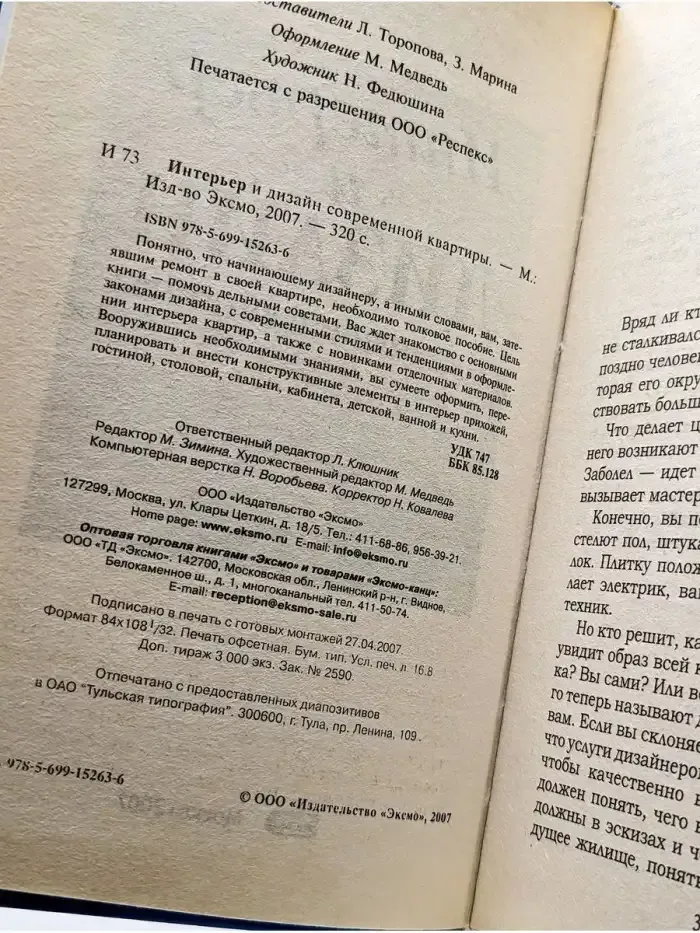 оставители Л. Торопова, З. Марина
Оформление М. Медведь
Художник Н. Федюшина
Печатается с разрешения ООО «Респекс»
И 73 Интерьер и дизайн современной квартиры. — М.:
Изд-во Эксмо, 2007. — 320 с.
ISBN 978-5-699-15263-6
Понятно, что начинающему дизайнеру, а иными словами, вам, зате-
явшим ремонт в своей квартире, необходимо толковое пособие. Цель
книги — помочь дельными советами. Вас ждет знакомство с основными
законами дизайна, с современными стилями и тенденциями в оформле-
нии интерьера квартир, а также с новинками отделочных материалов.
Вооружившись необходимыми знаниями, вы сумеете оформить, пере-
планировать и внести конструктивные элементы в интерьер прихожей,
гостиной, столовой, спальни, кабинета, детской, ванной и кухни.
УДК 747
ББК 85.128
Ответственный редактор Л. Клюшник
Редактор М. Зимина. Художественный редактор М. Медведь
Компьютерная верстка Н. Воробьева. Корректор Н. Ковалева
ООО «Издательство «Эксмо»
127299, Москва, ул. Клары Цеткин, д. 18/5. Тел.: 411-68-86, 956-39-21.
Home page: www.eksmo.ru E-mail: info@eksmo.ru
Оптовая торговля книгами «Эксмо» и товарами «Эксмо-канц»:
ООО «ТД «Эксмо». 142700, Московская обл., Ленинский р-н, г. Видное,
Белокаменное ш., д. 1, многоканальный тел. 411-50-74.
E-mail: reception@eksmo-sale.ru
Подписано в печать с готовых монтажей 27.04.2007.
Формат 84х108 1/32. Печать офсетная. Бум. тип. Усл. печ. л. 16,8
Доп. тираж 3 000 экз. Зак. № 2590.
Отпечатано с предоставленных диапозитивов
в ОАО "Тульская типография". 300600, г. Тула, пр. Ленина, 109.
978-5-699-15263-6
© ООО «Издательство «Эксмо», 2007
Вряд ли кт
не сталкивался
поздно человек
торая его окру
ствовать больш
Что делает ц
него возникают
Заболел — идет
вызывает мастер
Конечно, вы по
стелют пол, штука
лок. Плитку полож
лает электрик, ва
техник.
Но кто решит, ка
увидит образ всей к
ка? Вы сами? Или во
го теперь называют д
вам. Если вы склоняе
что услуги дизайнеро
чтобы качественно
должен понять, чего
должны в эскизах и ч
дущее жилище, понять
3